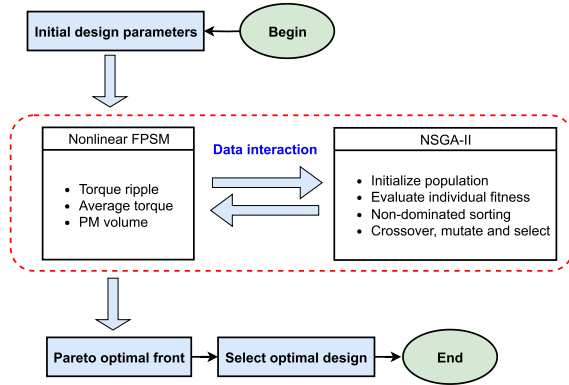 Initial design parameters
Begin
Nonlinear FPSM
Torque ripple
Average torque
PM volume
Data interaction
NSGA-II
Initialize population
Evaluate individual fitness
Non-dominated sorting
Crossover, mutate and select
Pareto optimal front
Select optimal design
End